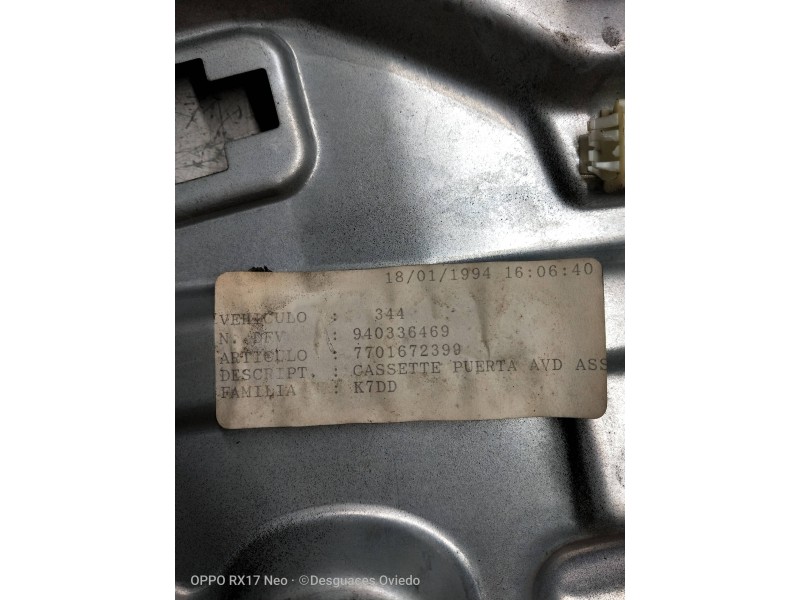 18/01/1994 16:06:40
VEHICULO : 344
N. DFV : 940336469
ARTICULO : 7701672399
DESCRIPT. : CASSETTE PUERTA AVD ASS
FAMILIA : K7DD
OPPO RX17 Neo · ©Desguaces Oviedo